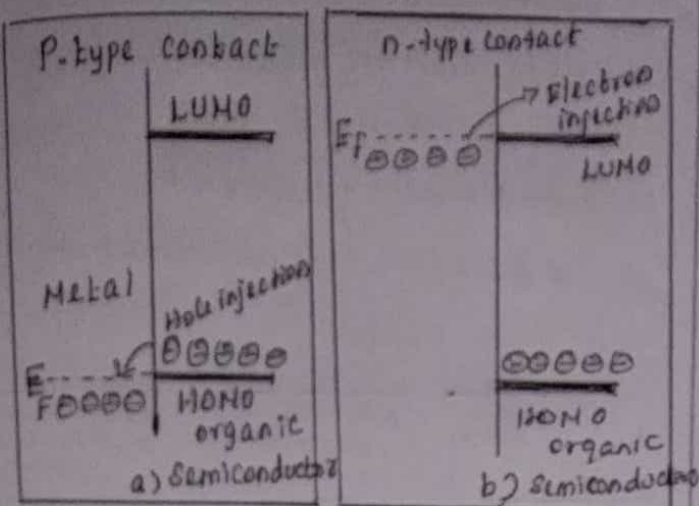 P-type contact
LUMO
Metal
Hole injection
EF
HOMO
organic
a) semiconductor
n-type contact
Electron
injection
EF
LUMO
HOMO
organic
b) semiconductor